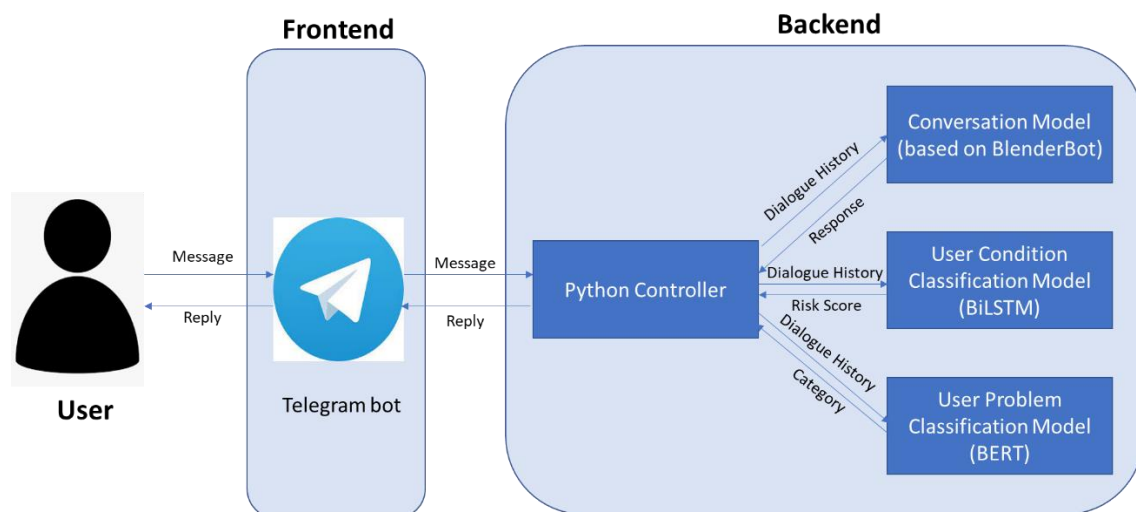 Frontend
Backend
Conversation Model
(based on BlenderBot)
Dialogue History
Response
Message
Reply
Message
Reply
Python Controller
Dialogue History
Risk Score
User Condition
Classification Model
(BiLSTM)
Dialogue History
Category
User Problem
Classification Model
(BERT)
User
Telegram bot